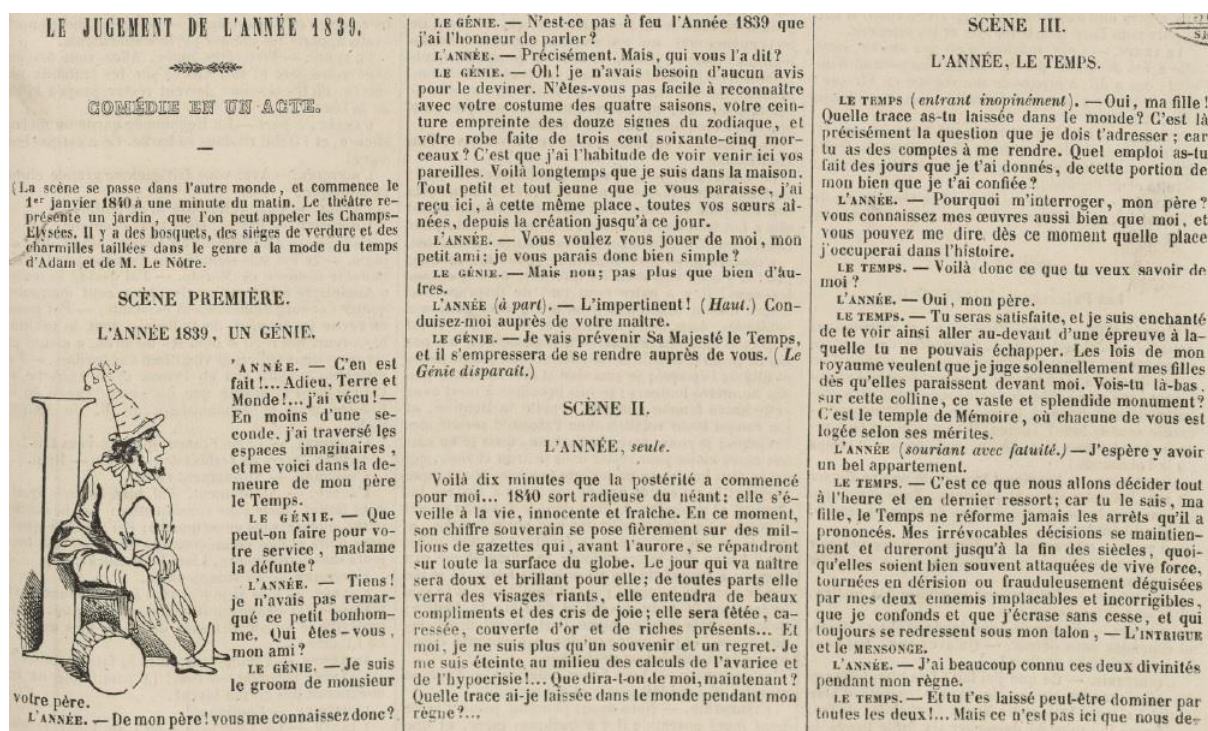 LE JUGEMENT DE L'ANNÉE 1839.
COMÉDIE EN UN ACTE.
(La scène se passe dans l'autre monde, et commence le
1er janvier 1840 à une minute du matin. Le théâtre re-
présente un jardin, que l'on peut appeler les Champs-
Elysées. Il y a des bosquets, des siéges de verdure et des
charmilles taillées dans le genre à la mode du temps
d'Adam et de M. Le Nôtre.
SCÈNE PREMIÈRE.
L'ANNÉE 1839, UN GÉNIE.
L'ANNÉE. — C'en est
fait!... Adieu, Terre et
Monde!... j'ai vécu!—
En moins d'une se-
conde, j'ai traversé les
espaces imaginaires,
et me voici dans la de-
meure de mon père
le Temps.
LE GÉNIE. — Que
peut-on faire pour vo-
tre service, madame
la défunte?
L'ANNÉE. — Tiens!
je n'avais pas remar-
qué ce petit bonhom-
me. Qui êtes-vous,
mon ami?
LE GÉNIE. — Je suis
le groom de monsieur
votre père.
L'ANNÉE. — De mon père! vous me connaissez donc?
LE GÉNIE. — N'est-ce pas à feu l'Année 1839 que
j'ai l'honneur de parler?
L'ANNÉE. — Précisément. Mais, qui vous l'a dit?
LE GÉNIE. — Oh! je n'avais besoin d'aucun avis
pour le deviner. N'êtes-vous pas facile à reconnaître
avec votre costume des quatre saisons, votre cein-
ture empreinte des douze signes du zodiaque, et
votre robe faite de trois cent soixante-cinq mor-
ceaux? C'est que j'ai l'habitude de voir venir ici vos
pareilles. Voilà longtemps que je suis dans la maison.
Tout petit et tout jeune que je vous paraisse, j'ai
reçu ici, à cette même place, toutes vos sœurs aî-
nées, depuis la création jusqu'à ce jour.
L'ANNÉE. — Vous voulez vous jouer de moi, mon
petit ami; je vous parais donc bien simple?
LE GÉNIE. — Mais non; pas plus que bien d'au-
tres.
L'ANNÉE (à part). — L'impertinent! (Haut.) Con-
duisez-moi auprès de votre maître.
LE GÉNIE. — Je vais prévenir Sa Majesté le Temps,
et il s'empressera de se rendre auprès de vous. (Le
Génie disparaît.)
SCÈNE II.
L'ANNÉE, seule.
Voilà dix minutes que la postérité a commencé
pour moi... 1840 sort radieuse du néant; elle s'é-
veille à la vie, innocente et fraîche. En ce moment,
son chiffre souverain se pose fièrement sur des mil-
lions de gazettes qui, avant l'aurore, se répandront
sur toute la surface du globe. Le jour qui va naître
sera doux et brillant pour elle; de toutes parts elle
verra des visages riants, elle entendra de beaux
compliments et des cris de joie; elle sera fêtée, ca-
ressée, couverte d'or et de riches présents... Et
moi, je ne suis plus qu'un souvenir et un regret. Je
me suis éteinte au milieu des calculs de l'avarice et
de l'hypocrisie!... Que dira-t-on de moi, maintenant?
Quelle trace ai-je laissée dans le monde pendant mon
règne?...
SCÈNE III.
L'ANNÉE, LE TEMPS.
LE TEMPS (entrant inopinément). — Oui, ma fille!
Quelle trace as-tu laissée dans le monde? C'est là
précisément la question que je dois t'adresser; car
tu as des comptes à me rendre. Quel emploi as-tu
fait des jours que je t'ai donnés, de cette portion de
mon bien que je t'ai confiée?
L'ANNÉE. — Pourquoi m'interroger, mon père?
vous connaissez mes œuvres aussi bien que moi, et
vous pouvez me dire dès ce moment quelle place
j'occuperai dans l'histoire.
LE TEMPS. — Voilà donc ce que tu veux savoir de
moi?
L'ANNÉE. — Oui, mon père.
LE TEMPS. — Tu seras satisfaite, et je suis enchanté
de te voir ainsi aller au-devant d'une épreuve à la-
quelle tu ne pouvais échapper. Les lois de mon
royaume veulent que je juge solennellement mes filles
dès qu'elles paraissent devant moi. Vois-tu là-bas,
sur cette colline, ce vaste et splendide monument?
C'est le temple de Mémoire, où chacune de vous est
logée selon ses mérites.
L'ANNÉE (souriant avec fatuité.) — J'espère y avoir
un bel appartement.
LE TEMPS. — C'est ce que nous allons décider tout
à l'heure et en dernier ressort; car tu le sais, ma
fille, le Temps ne réforme jamais les arrêts qu'il a
prononcés. Mes irrévocables décisions se maintien-
nent et dureront jusqu'à la fin des siècles, quoi-
qu'elles soient bien souvent attaquées de vive force,
tournées en dérision ou frauduleusement déguisées
par mes deux ennemis implacables et incorrigibles,
que je confonds et que j'écrase sans cesse, et qui
toujours se redressent sous mon talon, — L'INTRIGUE
et le MENSONGE.
L'ANNÉE. — J'ai beaucoup connu ces deux divinités
pendant mon règne.
LE TEMPS. — Et tu t'es laissé peut-être dominer par
toutes les deux!... Mais ce n'est pas ici que nous de-